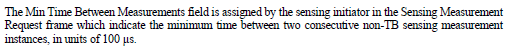 The Min Time Between Measurements field is assigned by the sensing initiator in the Sensing Measurement
Request frame which indicate the minimum time between two consecutive non-TB sensing measurement
instances, in units of 100 μs.